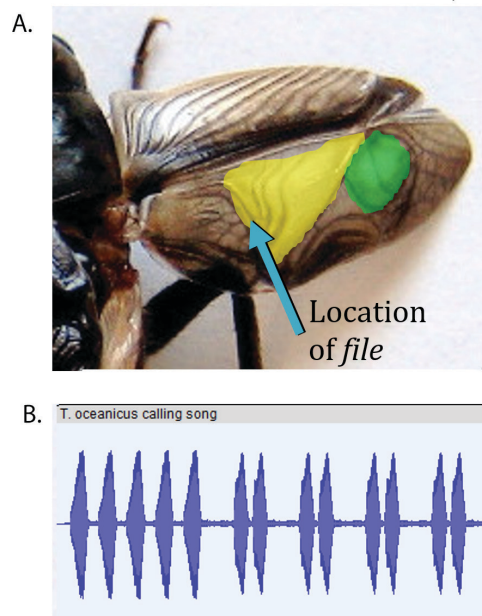 A.
Location
of file
B.
T. oceanicus calling song